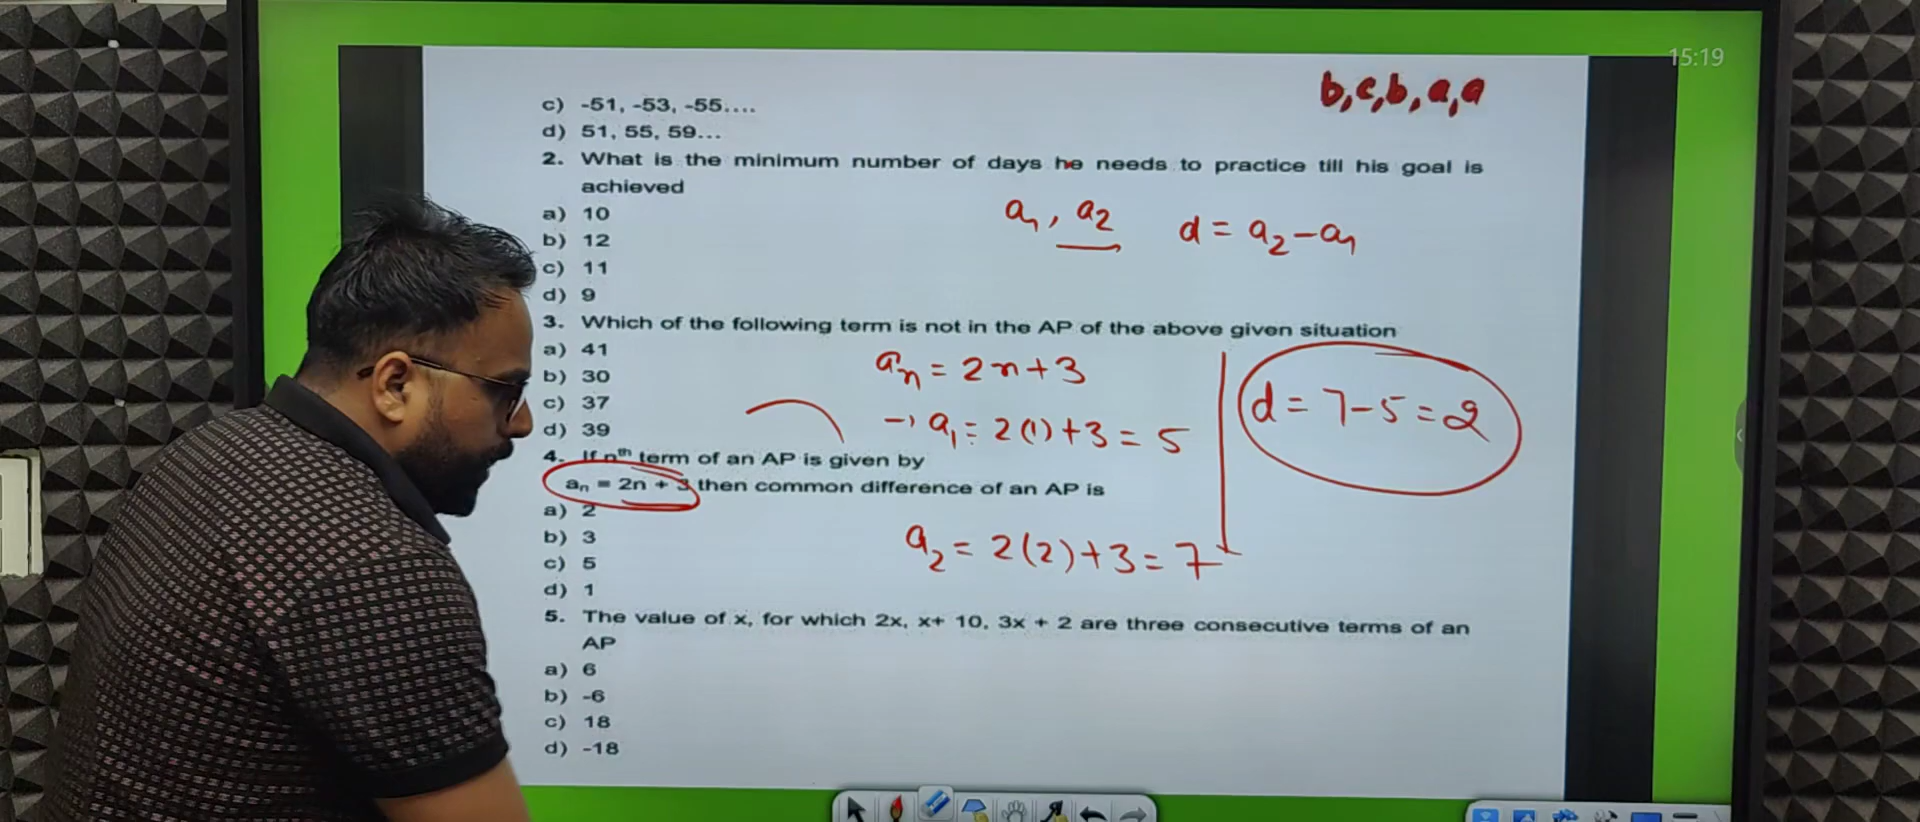 15:19
b,c,b,a,a
c) -51, -53, -55....
d) 51, 55, 59...
2. What is the minimum number of days he needs to practice till his goal is
achieved
a) 10
b) 12
c) 11
d) 9
a₁, a₂ d = a₂-a₁
3. Which of the following term is not in the AP of the above given situation
a) 41
b) 30
c) 37
d) 39
aₙ = 2n+3
→ a₁ = 2(1)+3 = 5
d = 7-5 = 2
4. If nᵗʰ term of an AP is given by
aₙ = 2n + 3 then common difference of an AP is
a) 2
b) 3
c) 5
d) 1
a₂ = 2(2)+3 = 7
5. The value of x, for which 2x, x+ 10, 3x + 2 are three consecutive terms of an
AP
a) 6
b) -6
c) 18
d) -18